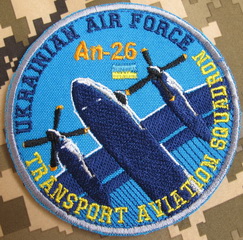 UKRAINIAN AIR FORCE
An-26
TRANSPORT AVIATION SQUADRON